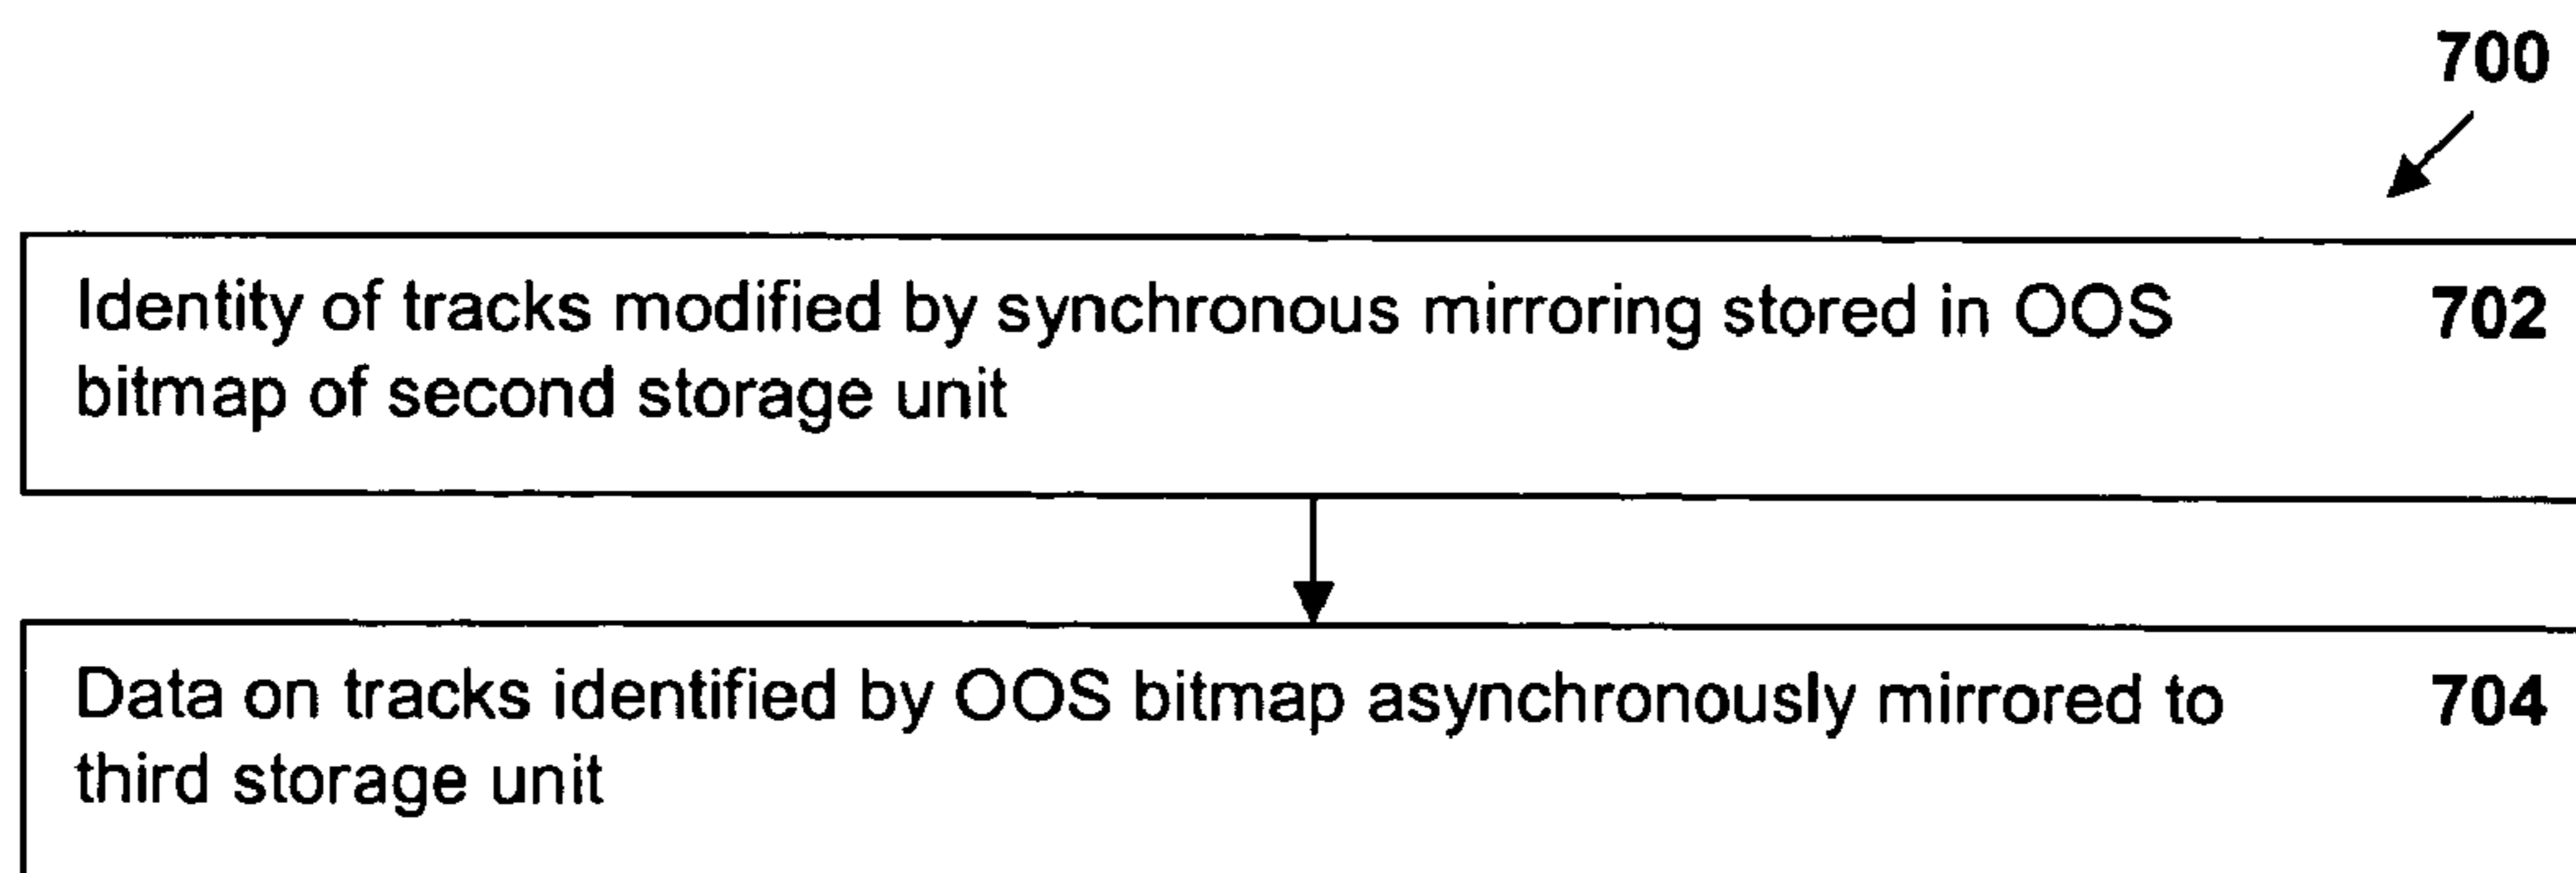 700
Identity of tracks modified by synchronous mirroring stored in OOS 702
bitmap of second storage unit
Data on tracks identified by OOS bitmap asynchronously mirrored to 704
third storage unit